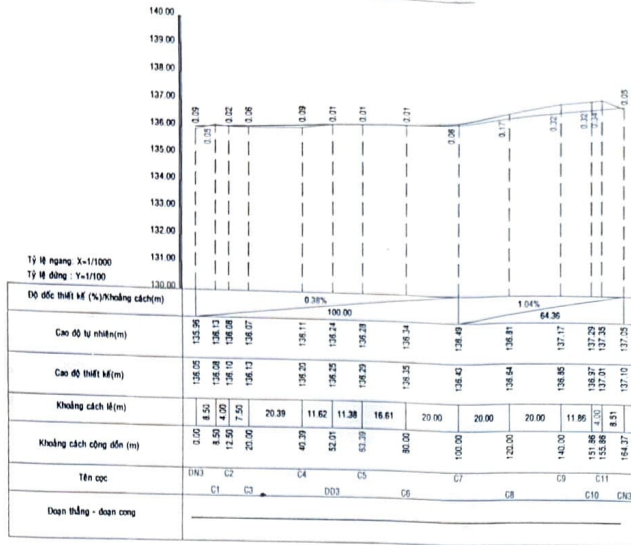 140.00
139.00
138.00
137.00
136.00
135.00
134.00
133.00
132.00
131.00
130.00
0.09 0.05 0.02 0.06 0.09 0.01 0.01 0.01 0.06 0.17 0.32 0.32 0.34 0.05
Tỷ lệ ngang: X=1/1000
Tỷ lệ đứng : Y=1/100
Độ dốc thiết kế (%)/Khoảng cách(m) 0.38% 100.00 1.04% 64.36
Cao độ tự nhiên(m) 135.96 136.13 136.08 136.07 136.11 136.24 136.28 136.34 136.49 136.81 137.17 137.29 137.35 137.05
Cao độ thiết kế(m) 136.05 136.08 136.10 136.13 136.20 136.25 136.29 136.35 136.43 136.64 136.85 136.97 137.01 137.10
Khoảng cách lẻ(m) 8.50 4.00 7.50 20.39 11.62 11.38 16.61 20.00 20.00 20.00 11.86 4.00 8.51
Khoảng cách cộng dồn (m) 0.00 8.50 12.50 20.00 40.39 52.01 63.39 80.00 100.00 120.00 140.00 151.86 155.86 164.37
Tên cọc DN3 C1 C2 C3 C4 DD3 C5 C6 C7 C8 C9 C10 C11 CN3
Đoạn thẳng - đoạn cong